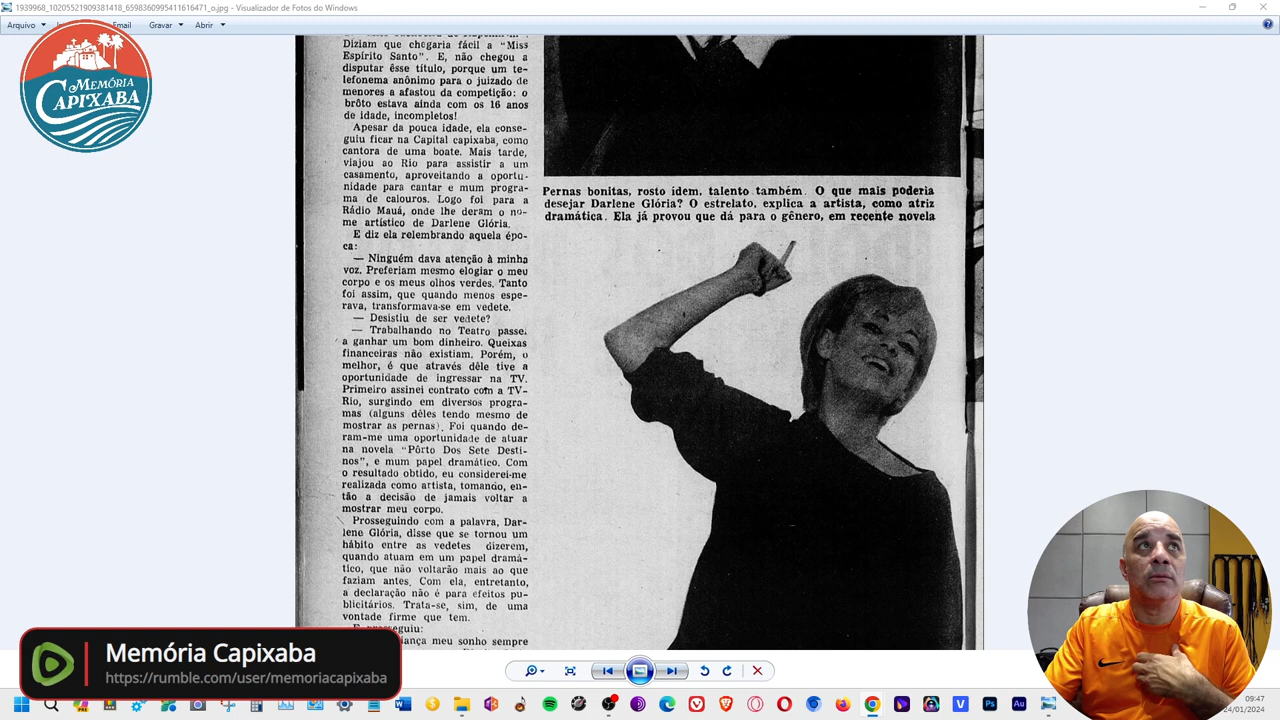 1939968_10205521909381418_6598360995411616471_o.jpg - Visualizador de Fotos do Windows
Arquivo
Email
Gravar
Abrir
MEMÓRIA
CAPIXABA
Diziam que chegaria fácil a "Miss
Espírito Santo". E, não chegou a
disputar êsse título, porque um te-
lefonema anônimo para o juizado de
menores a afastou da competição: o
brôto estava ainda com os 16 anos
de idade, incompletos!
Apesar da pouca idade, ela conse-
guiu ficar na Capital capixaba, como
cantora de uma boate. Mais tarde,
viajou ao Rio para assistir a um
casamento, aproveitando a oportu-
nidade para cantar e mum progra-
ma de calouros. Logo foi para a
Rádio Mauá, onde lhe deram o no-
me artístico de Darlene Glória.
E diz ela relembrando aquela épo-
ca:
— Ninguém dava atenção à minha
voz. Preferiam mesmo elogiar o meu
corpo e os meus olhos verdes. Tanto
foi assim, que quando menos espe-
rava, transformava-se em vedete.
— Desistiu de ser vedete?
— Trabalhando no Teatro passei
a ganhar um bom dinheiro. Queixas
financeiras não existiam. Porém, o
melhor, é que através dêle tive a
oportunidade de ingressar na TV.
Primeiro assinei contrato com a TV-
Rio, surgindo em diversos progra-
mas (alguns dêles tendo mesmo de
mostrar as pernas). Foi quando de-
ram-me uma oportunidade de atuar
na novela "Pôrto Dos Sete Desti-
nos", e mum papel dramático. Com
o resultado obtido, eu considerei-me
realizada como artista, tomando, en-
tão a decisão de jamais voltar a
mostrar meu corpo.
Prosseguindo com a palavra, Dar-
lene Glória, disse que se tornou um
hábito entre as vedetes dizerem,
quando atuam em um papel dramá-
tico, que não voltarão mais ao que
faziam antes. Com ela, entretanto,
a declaração não é para efeitos pu-
blicitários. Trata-se, sim, de uma
vontade firme que tem.
E prosseguiu:
meu sonho sempre
Pernas bonitas, rosto idem, talento também. O que mais poderia
desejar Darlene Glória? O estrelato, explica a artista, como atriz
dramática. Ela já provou que dá para o gênero, em recente novela
Memória Capixaba
https://rumble.com/user/memoriacapixaba
09:47
24/01/2024